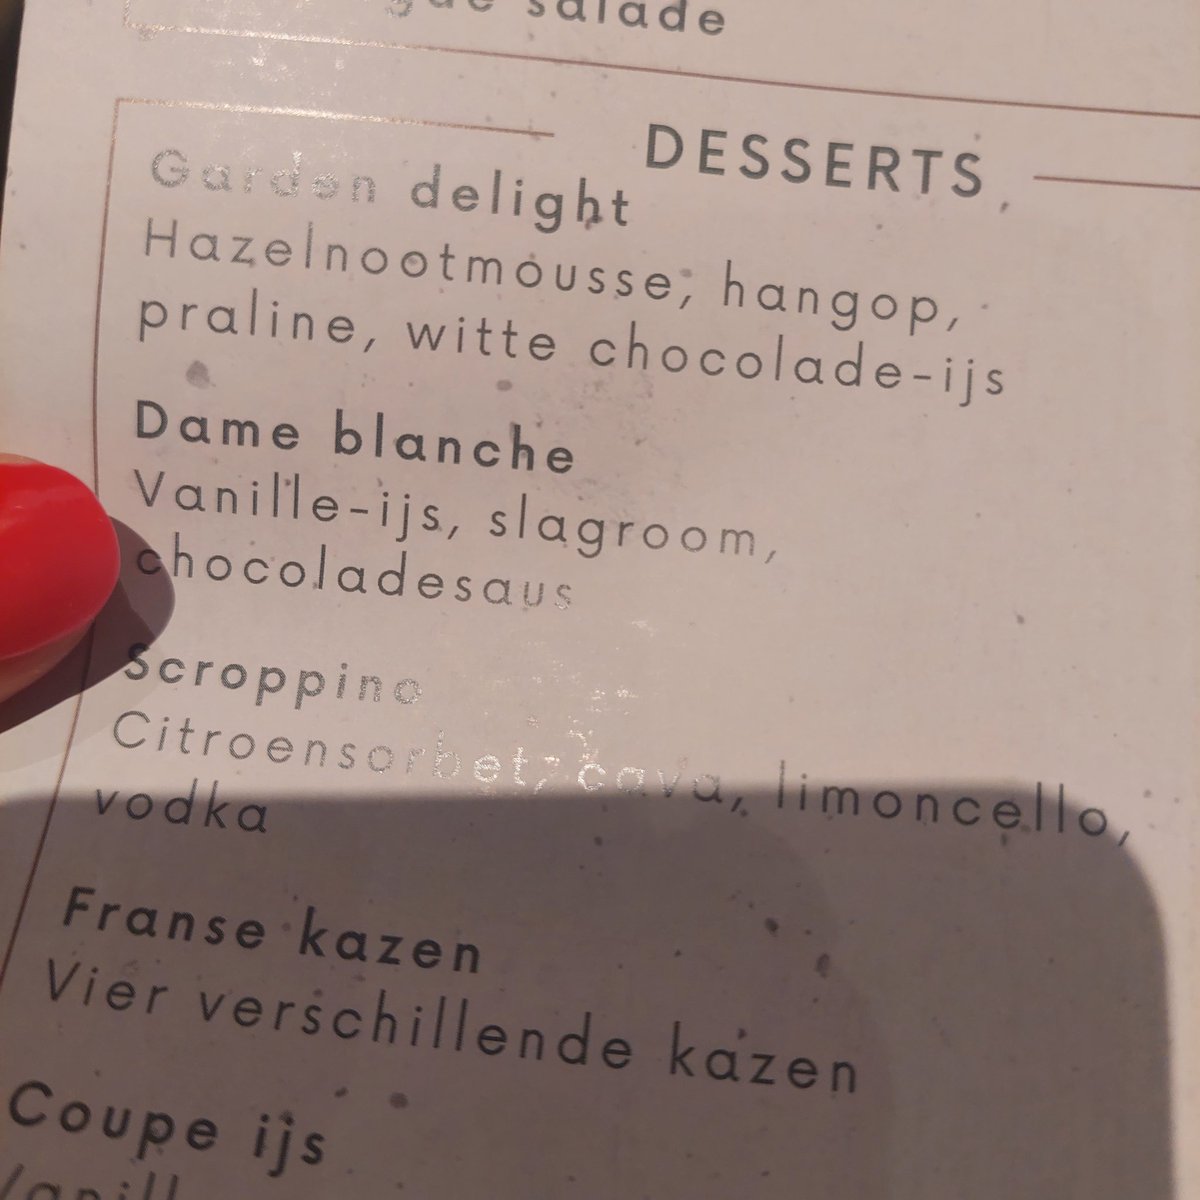 salade
DESSERTS
Garden delight
Hazelnootmousse, hangop,
praline, witte chocolade-ijs
Dame blanche
Vanille-ijs, slagroom,
chocoladesaus
Scroppino
Citroensorbet, cava, limoncello,
vodka
Franse kazen
Vier verschillende kazen
Coupe ijs